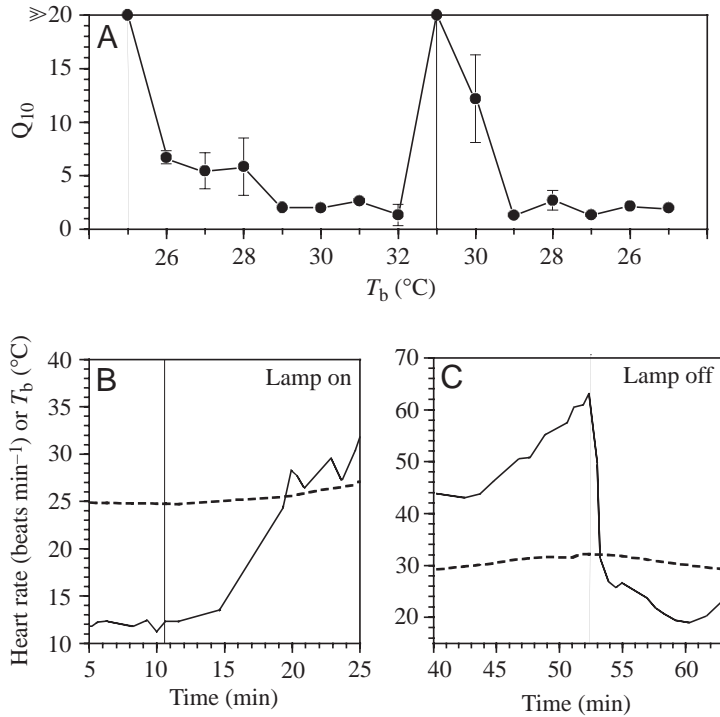 ⩾20
15
10
5
0
Q10
A
26 28 30 32 30 28 26
Tb (°C)
Heart rate (beats min–1) or Tb (°C)
40
35
30
25
20
15
10
B
Lamp on
5 10 15 20 25
Time (min)
70
60
50
40
30
20
C
Lamp off
40 45 50 55 60
Time (min)